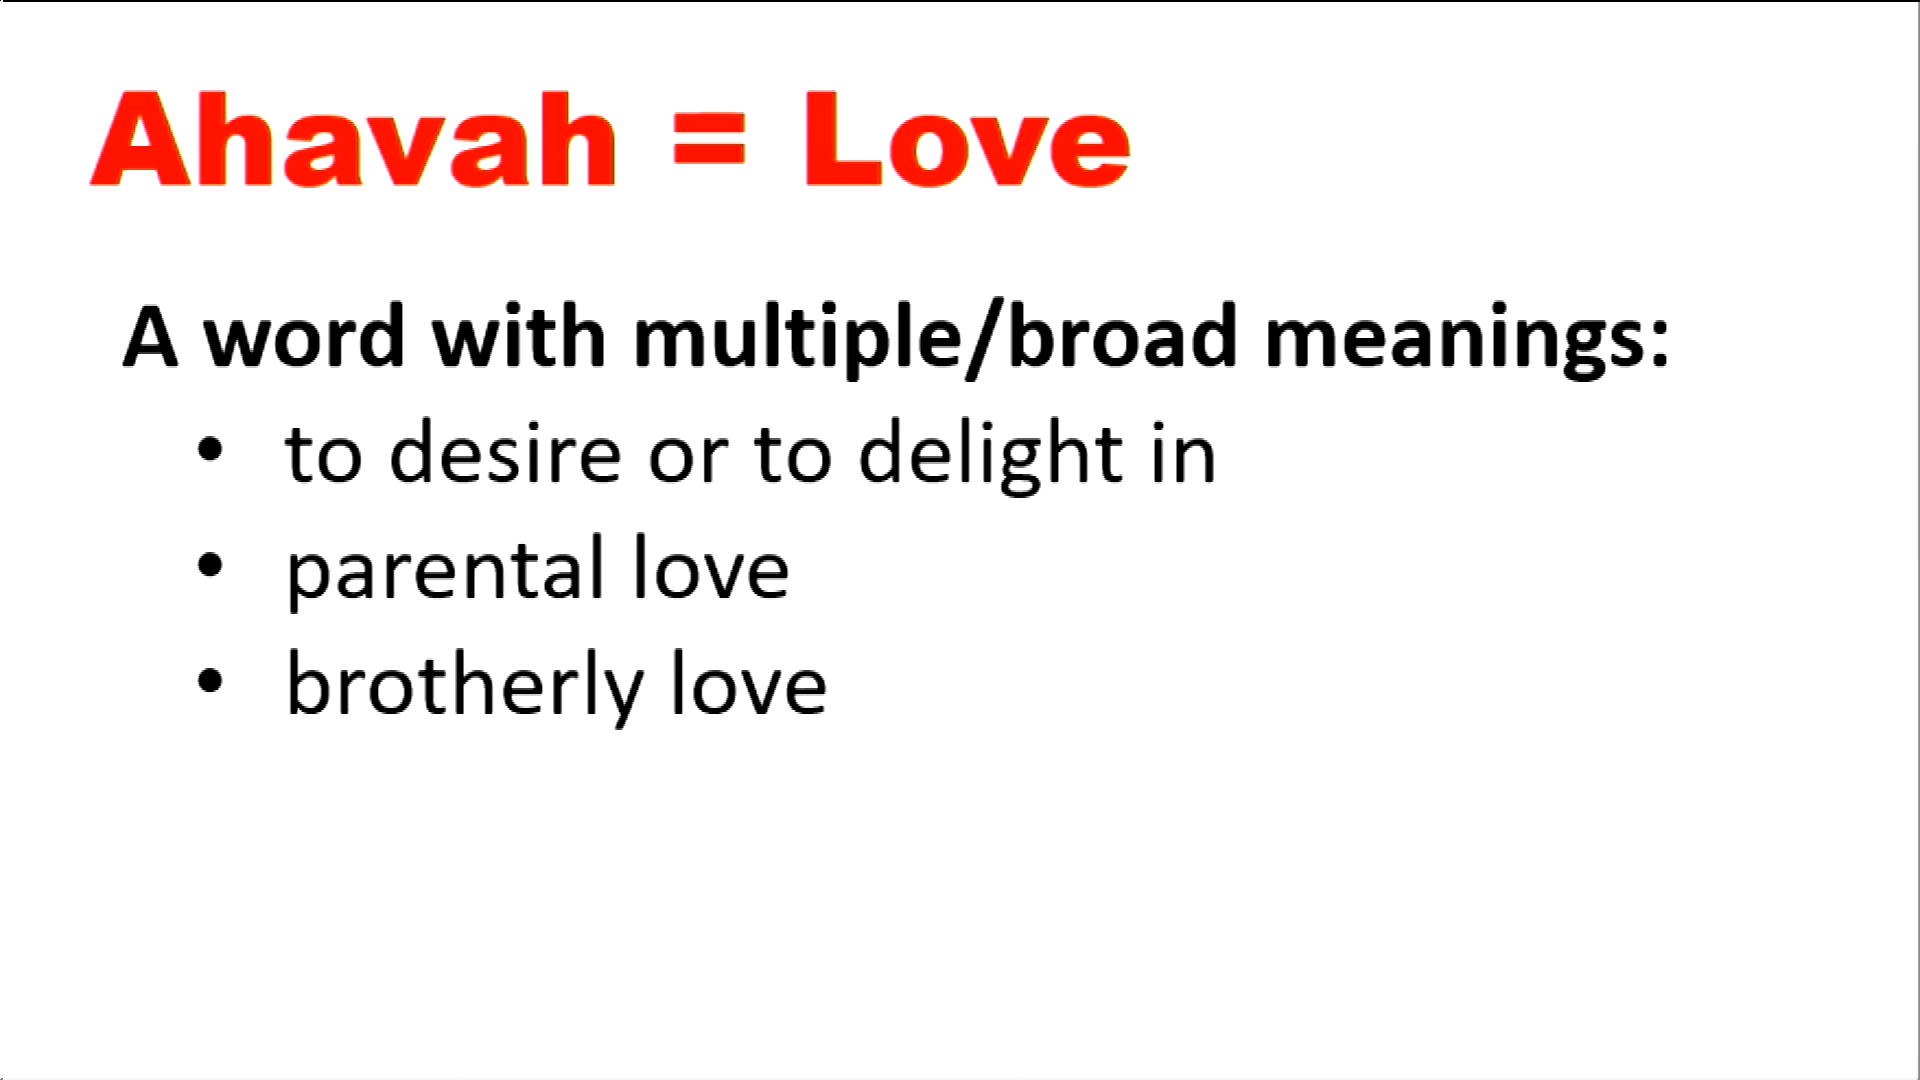 Ahavah = Love
A word with multiple/broad meanings:
• to desire or to delight in
• parental love
• brotherly love